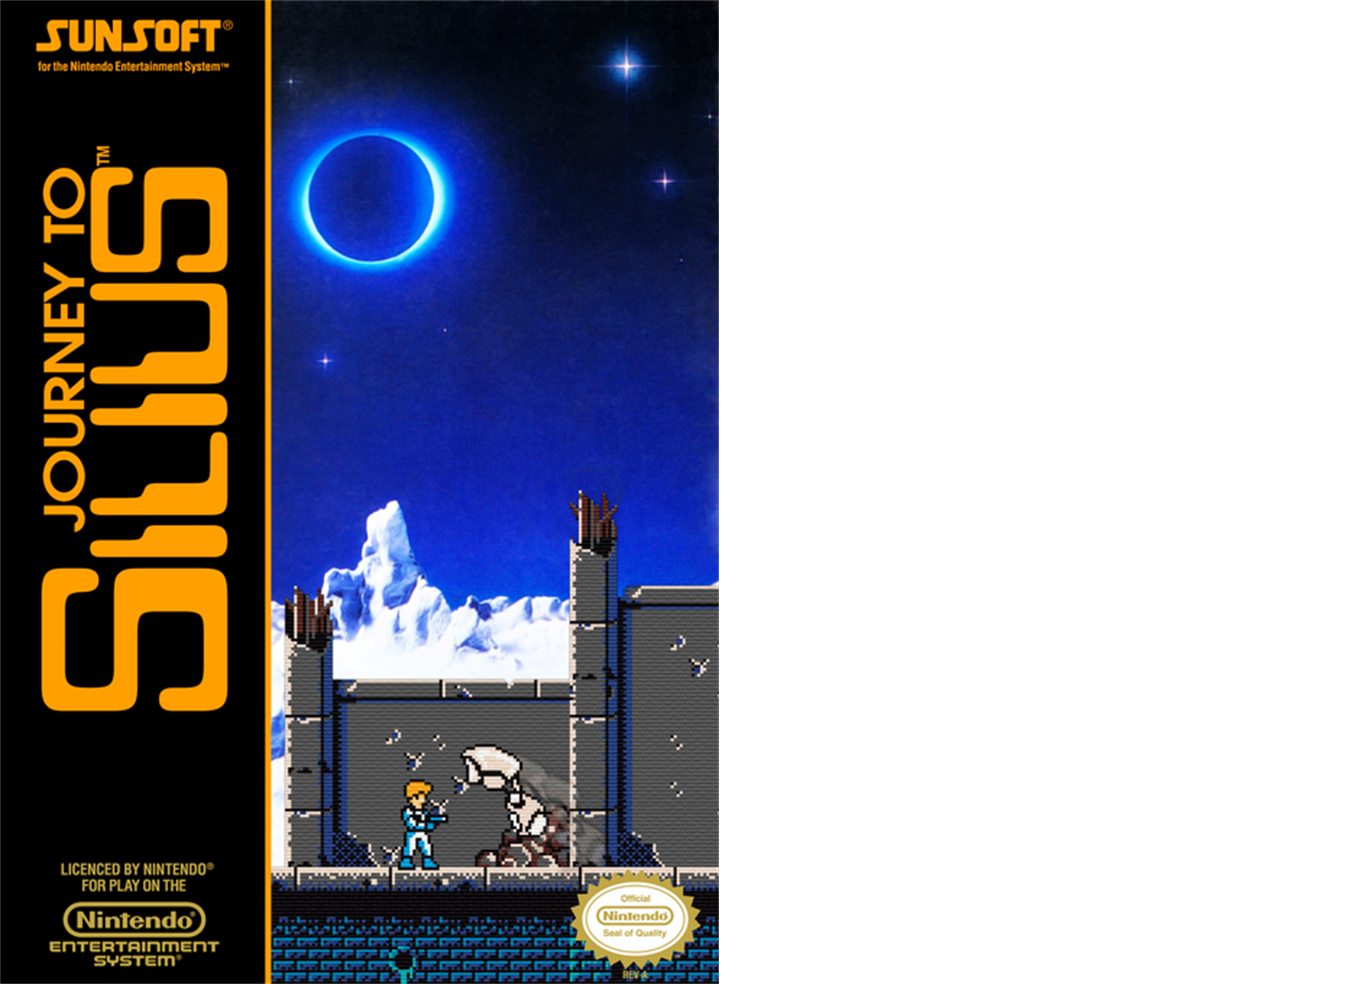 SUNSOFT®
for the Nintendo Entertainment System™
JOURNEY TO
SILIUS™
LICENCED BY NINTENDO®
FOR PLAY ON THE
Nintendo®
ENTERTAINMENT
SYSTEM®
Official
Nintendo
Seal of Quality
REV-A